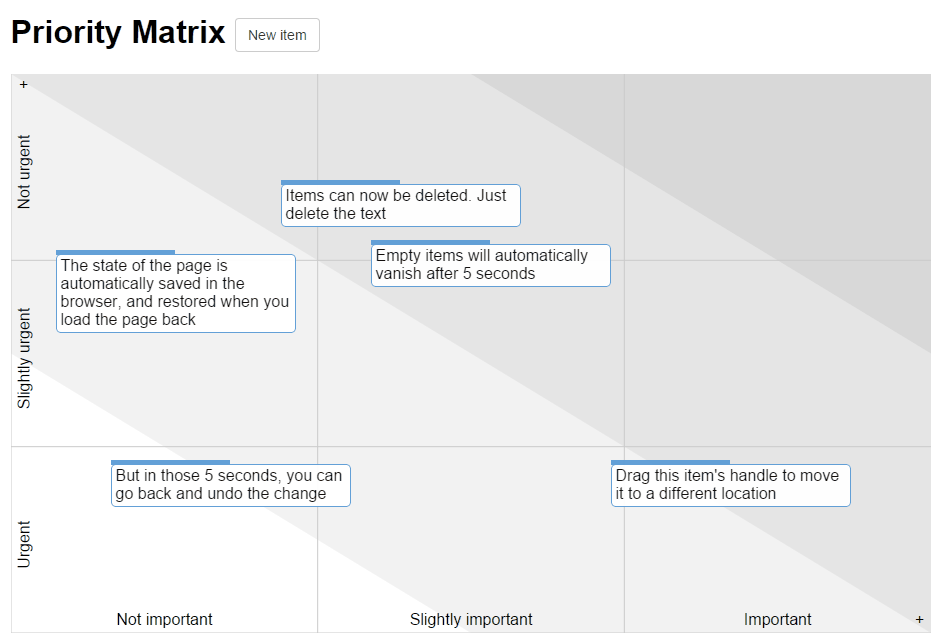 Priority Matrix
New item
+
Not urgent
Items can now be deleted. Just
delete the text
Empty items will automatically
vanish after 5 seconds
The state of the page is
automatically saved in the
browser, and restored when you
load the page back
Slightly urgent
But in those 5 seconds, you can
go back and undo the change
Drag this item's handle to move
it to a different location
Urgent
Not important
Slightly important
Important
+